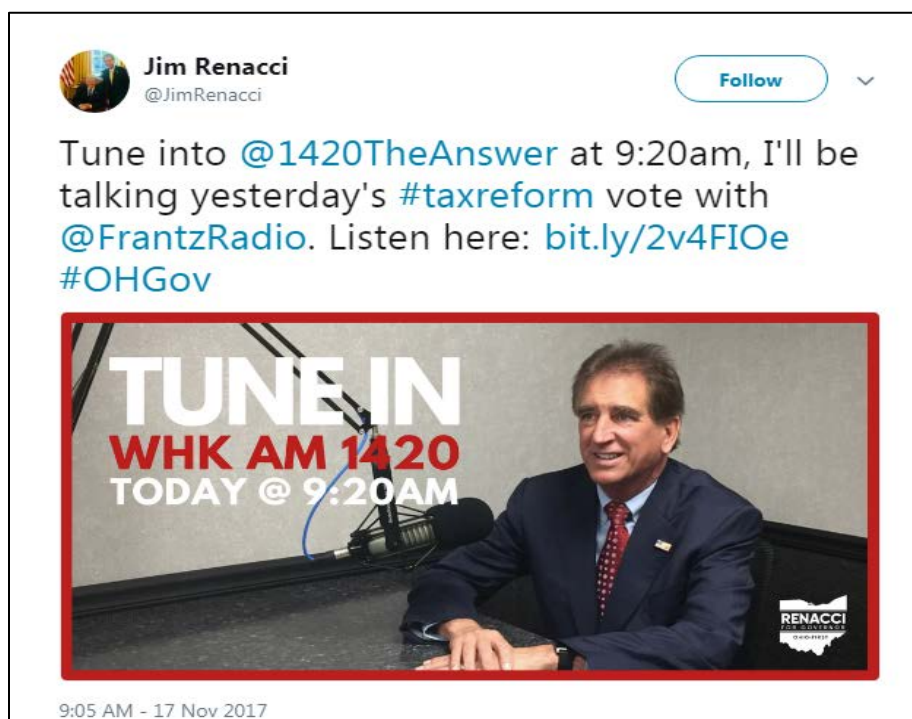 Jim Renacci
@JimRenacci
Follow
Tune into @1420TheAnswer at 9:20am, I'll be
talking yesterday's #taxreform vote with
@FrantzRadio. Listen here: bit.ly/2v4FIOe
#OHGov
TUNE IN
WHK AM 1420
TODAY @ 9:20AM
RENACCI
FOR GOVERNOR
9:05 AM - 17 Nov 2017